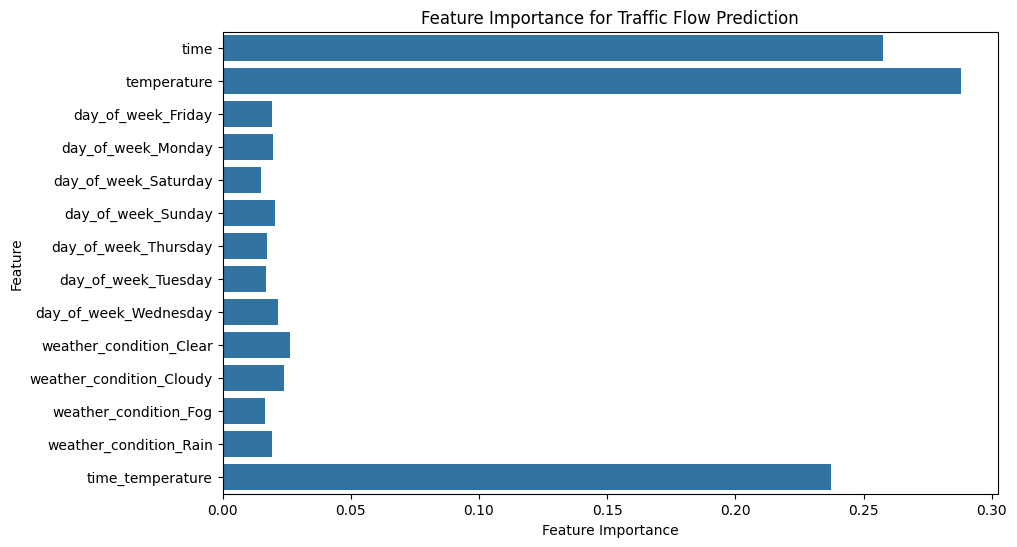 Feature Importance for Traffic Flow Prediction
time
temperature
day_of_week_Friday
day_of_week_Monday
day_of_week_Saturday
day_of_week_Sunday
day_of_week_Thursday
day_of_week_Tuesday
day_of_week_Wednesday
weather_condition_Clear
weather_condition_Cloudy
weather_condition_Fog
weather_condition_Rain
time_temperature
Feature
0.00 0.05 0.10 0.15 0.20 0.25 0.30
Feature Importance